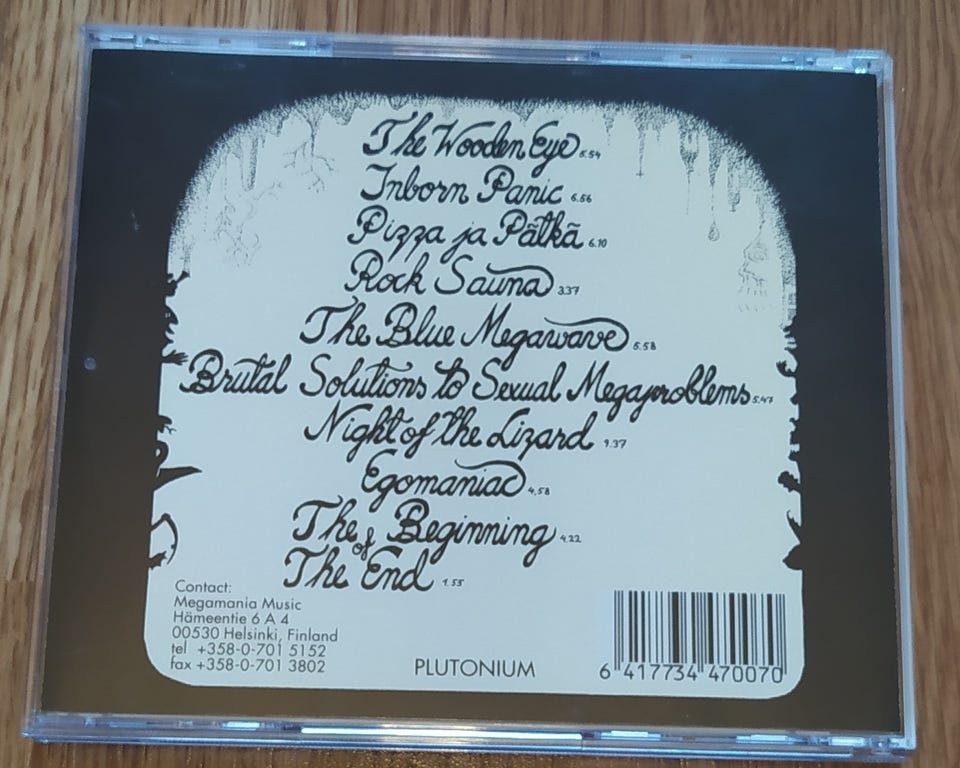 The Wooden Eye 5.54
Inborn Panic 6.56
Pizza ja Pätkä 6.10
Rock Sauna 3.37
The Blue Megawave 5.58
Brutal Solutions to Sexual Megaproblems 5.47
Night of the Lizard 9.37
Egomaniac 4.58
The Beginning 4.22
of
The End 1.55
Contact:
Megamania Music
Hämeentie 6 A 4
00530 Helsinki, Finland
tel +358-0-701 5152
fax +358-0-701 3802
PLUTONIUM
6 417734 470070